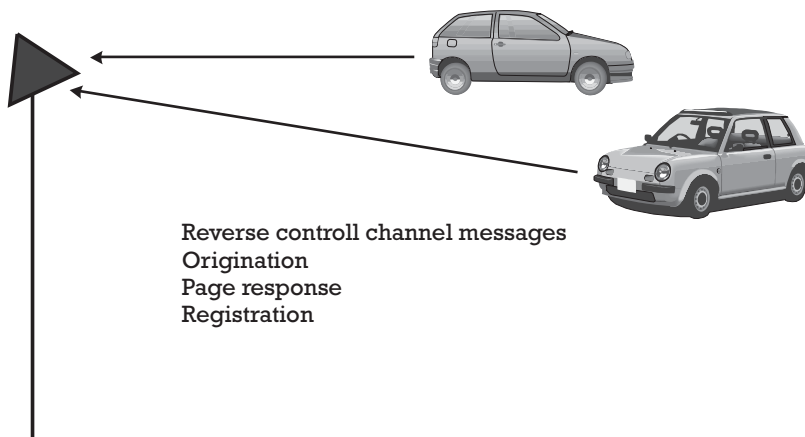 Reverse controll channel messages
Origination
Page response
Registration